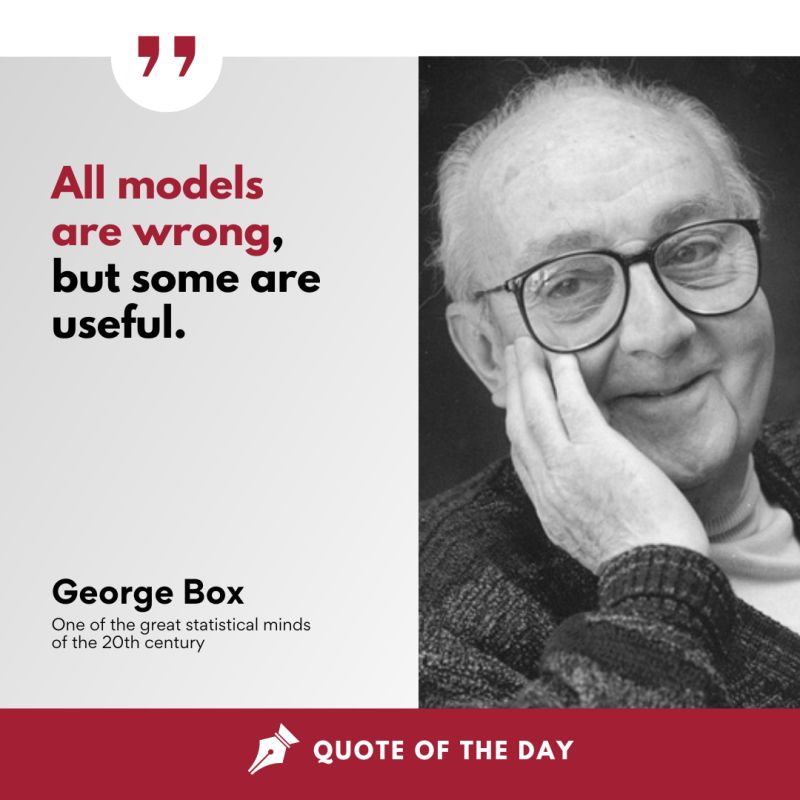 All models
are wrong,
but some are
useful.
George Box
One of the great statistical minds
of the 20th century
QUOTE OF THE DAY